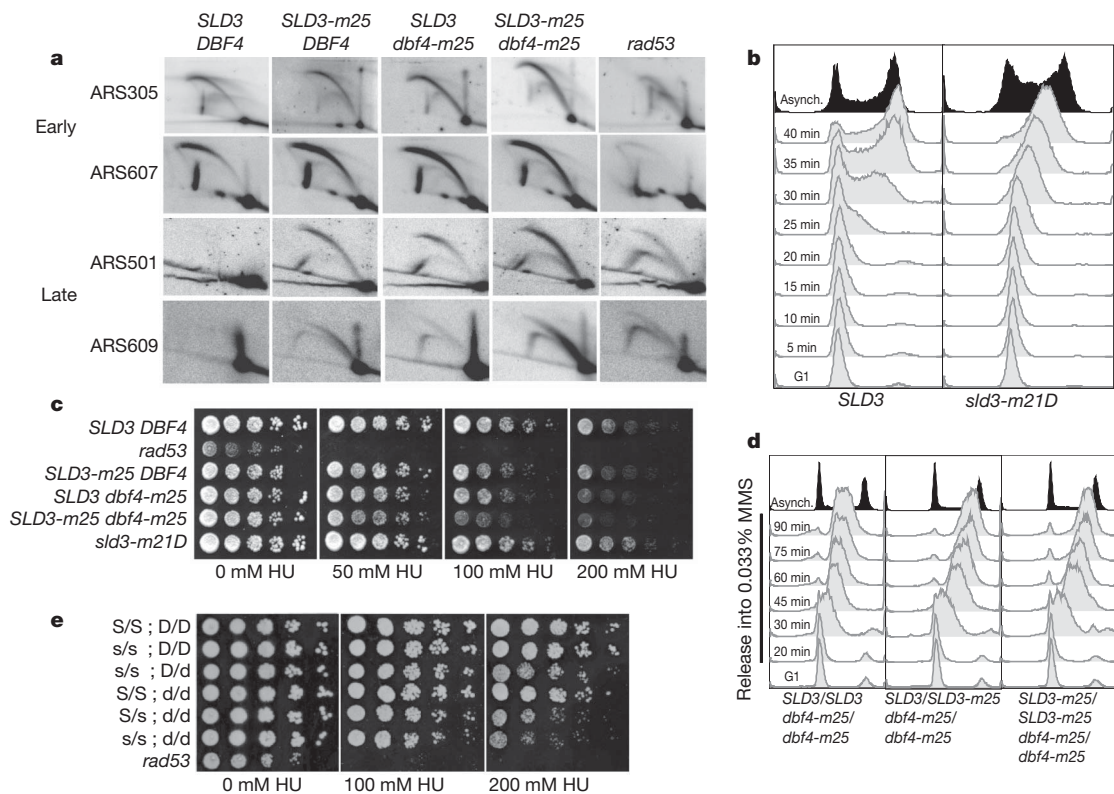 SLD3 SLD3-m25 SLD3 SLD3-m25
DBF4 DBF4 dbf4-m25 dbf4-m25 rad53
a
ARS305
Early
ARS607
ARS501
Late
ARS609
b
Asynch.
40 min
35 min
30 min
25 min
20 min
15 min
10 min
5 min
G1
SLD3 sld3-m21D
c
SLD3 DBF4
rad53
SLD3-m25 DBF4
SLD3 dbf4-m25
SLD3-m25 dbf4-m25
sld3-m21D
0 mM HU 50 mM HU 100 mM HU 200 mM HU
d
Release into 0.033% MMS
Asynch.
90 min
75 min
60 min
45 min
30 min
20 min
G1
SLD3/SLD3 SLD3/SLD3-m25 SLD3-m25/
dbf4-m25/ dbf4-m25/ SLD3-m25
dbf4-m25 dbf4-m25 dbf4-m25/
dbf4-m25
e
S/S ; D/D
s/s ; D/D
s/s ; D/d
S/S ; d/d
S/s ; d/d
s/s ; d/d
rad53
0 mM HU 100 mM HU 200 mM HU